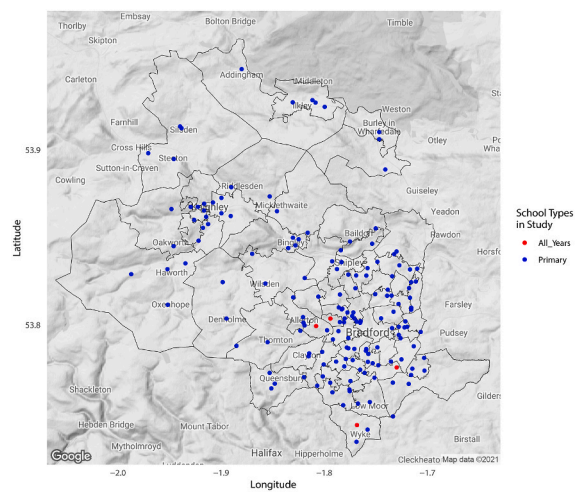 Embsay
Bolton Bridge
Timble
Thorlby
Skipton
Addingham
Middleton
Carleton
Ilkley
Weston
Farnhill
Silsden
Burley in
Wharfedale
Otley
Cross Hills
Steeton
Sutton-in-Craven
Cowling
Riddlesden
Guiseley
Keighley
Micklethwaite
Yeadon
Baildon
Rawdon
Oakworth
Bingley
Shipley
Haworth
Wilsden
Oxenhope
Farsley
Denholme
Allerton
Bradford
Pudsey
Thornton
Clayton
Shackleton
Queensbury
Low Moor
Hebden Bridge
Mount Tabor
Wyke
Mytholmroyd
Birstall
Halifax
Hipperholme
Google
Cleckheaton
Map data ©2021
53.9
53.8
Latitude
−2.0
−1.9
−1.8
−1.7
Longitude
School Types
in Study
All_Years
Primary